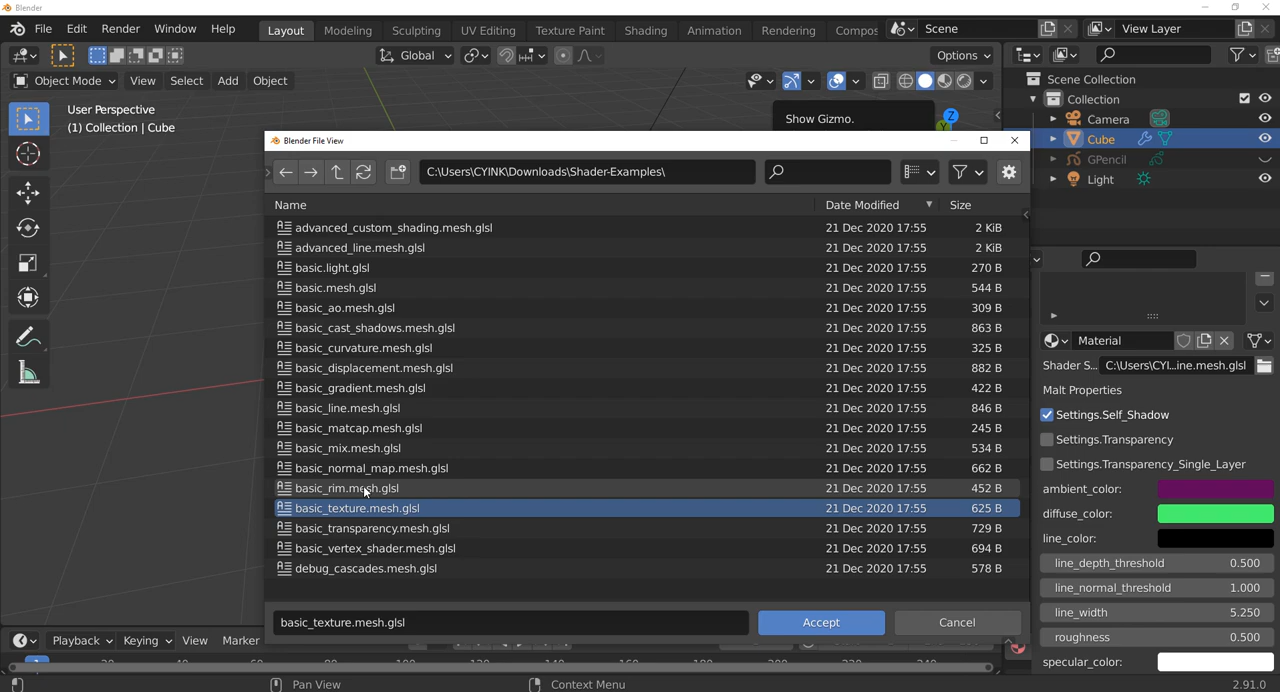 Blender
File Edit Render Window Help Layout Modeling Sculpting UV Editing Texture Paint Shading Animation Rendering Compos Scene View Layer
Global Options
Object Mode View Select Add Object
User Perspective
(1) Collection | Cube
Show Gizmo.
Z
Y
Scene Collection
Collection
Camera
Cube
GPencil
Light
Blender File View
C:\Users\CYINK\Downloads\Shader-Examples\
Name Date Modified Size
advanced_custom_shading.mesh.glsl 21 Dec 2020 17:55 2 KiB
advanced_line.mesh.glsl 21 Dec 2020 17:55 2 KiB
basic.light.glsl 21 Dec 2020 17:55 270 B
basic.mesh.glsl 21 Dec 2020 17:55 544 B
basic_ao.mesh.glsl 21 Dec 2020 17:55 309 B
basic_cast_shadows.mesh.glsl 21 Dec 2020 17:55 863 B
basic_curvature.mesh.glsl 21 Dec 2020 17:55 325 B
basic_displacement.mesh.glsl 21 Dec 2020 17:55 882 B
basic_gradient.mesh.glsl 21 Dec 2020 17:55 422 B
basic_line.mesh.glsl 21 Dec 2020 17:55 846 B
basic_matcap.mesh.glsl 21 Dec 2020 17:55 245 B
basic_mix.mesh.glsl 21 Dec 2020 17:55 534 B
basic_normal_map.mesh.glsl 21 Dec 2020 17:55 662 B
basic_rim.mesh.glsl 21 Dec 2020 17:55 452 B
basic_texture.mesh.glsl 21 Dec 2020 17:55 625 B
basic_transparency.mesh.glsl 21 Dec 2020 17:55 729 B
basic_vertex_shader.mesh.glsl 21 Dec 2020 17:55 694 B
debug_cascades.mesh.glsl 21 Dec 2020 17:55 578 B
basic_texture.mesh.glsl Accept Cancel
Material
Shader S... C:\Users\CYI...ine.mesh.glsl
Malt Properties
Settings.Self_Shadow
Settings.Transparency
Settings.Transparency_Single_Layer
ambient_color:
diffuse_color:
line_color:
line_depth_threshold 0.500
line_normal_threshold 1.000
line_width 5.250
roughness 0.500
specular_color:
Playback Keying View Marker
Pan View Context Menu 2.91.0